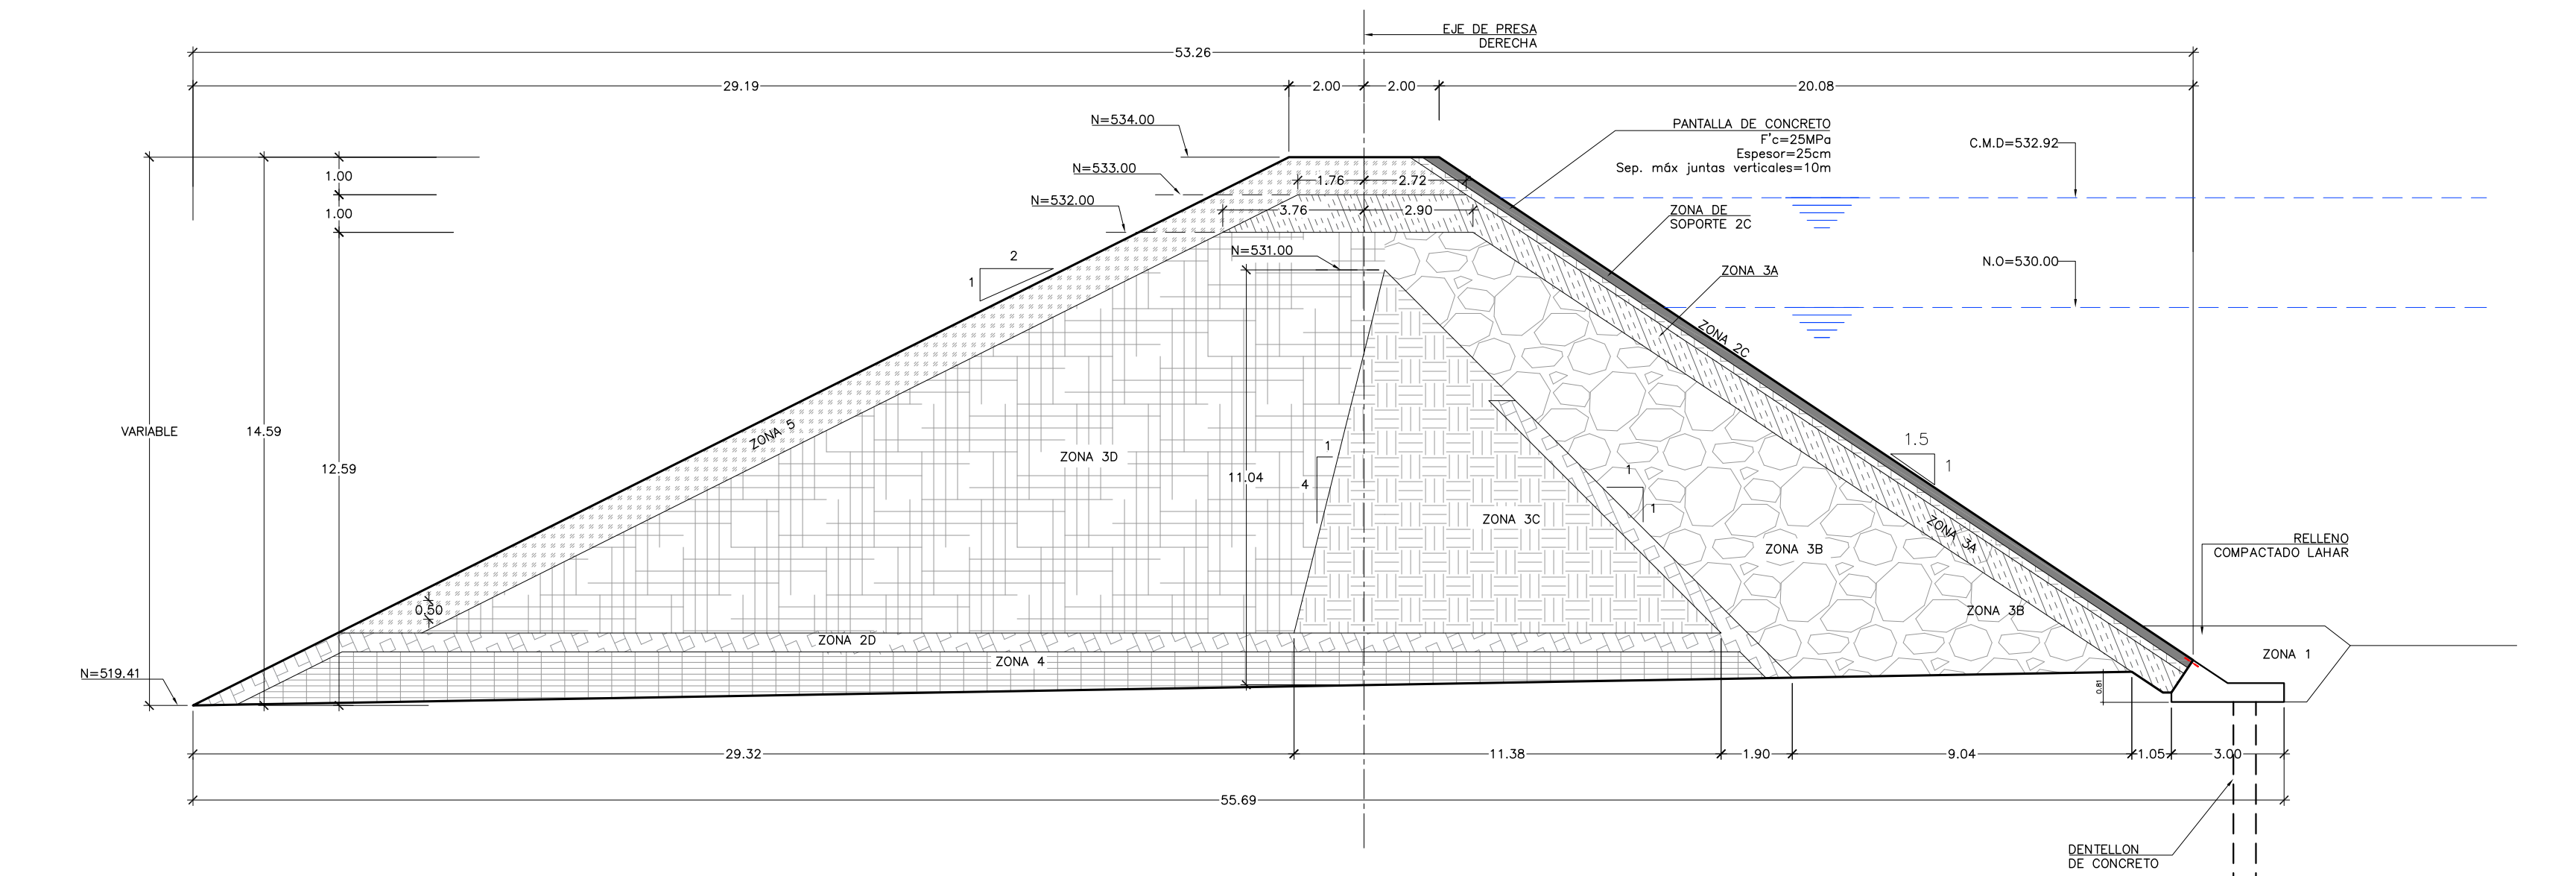 EJE DE PRESA
DERECHA
53.26
29.19
2.00
2.00
20.08
N=534.00
PANTALLA DE CONCRETO
F'c=25MPa
Espesor=25cm
Sep. máx juntas verticales=10m
C.M.D=532.92
N=533.00
1.00
1.76
2.72
N=532.00
1.00
3.76
2.90
ZONA DE
SOPORTE 2C
N=531.00
2
1
ZONA 3A
N.O=530.00
ZONA 2C
VARIABLE
14.59
12.59
ZONA 5
ZONA 3D
1
4
11.04
1
1
1.5
1
ZONA 3C
ZONA 3A
ZONA 3B
RELLENO
COMPACTADO LAHAR
0.50
ZONA 3B
ZONA 2D
ZONA 4
ZONA 1
N=519.41
0.81
29.32
11.38
1.90
9.04
1.05
3.00
55.69
DENTELLON
DE CONCRETO